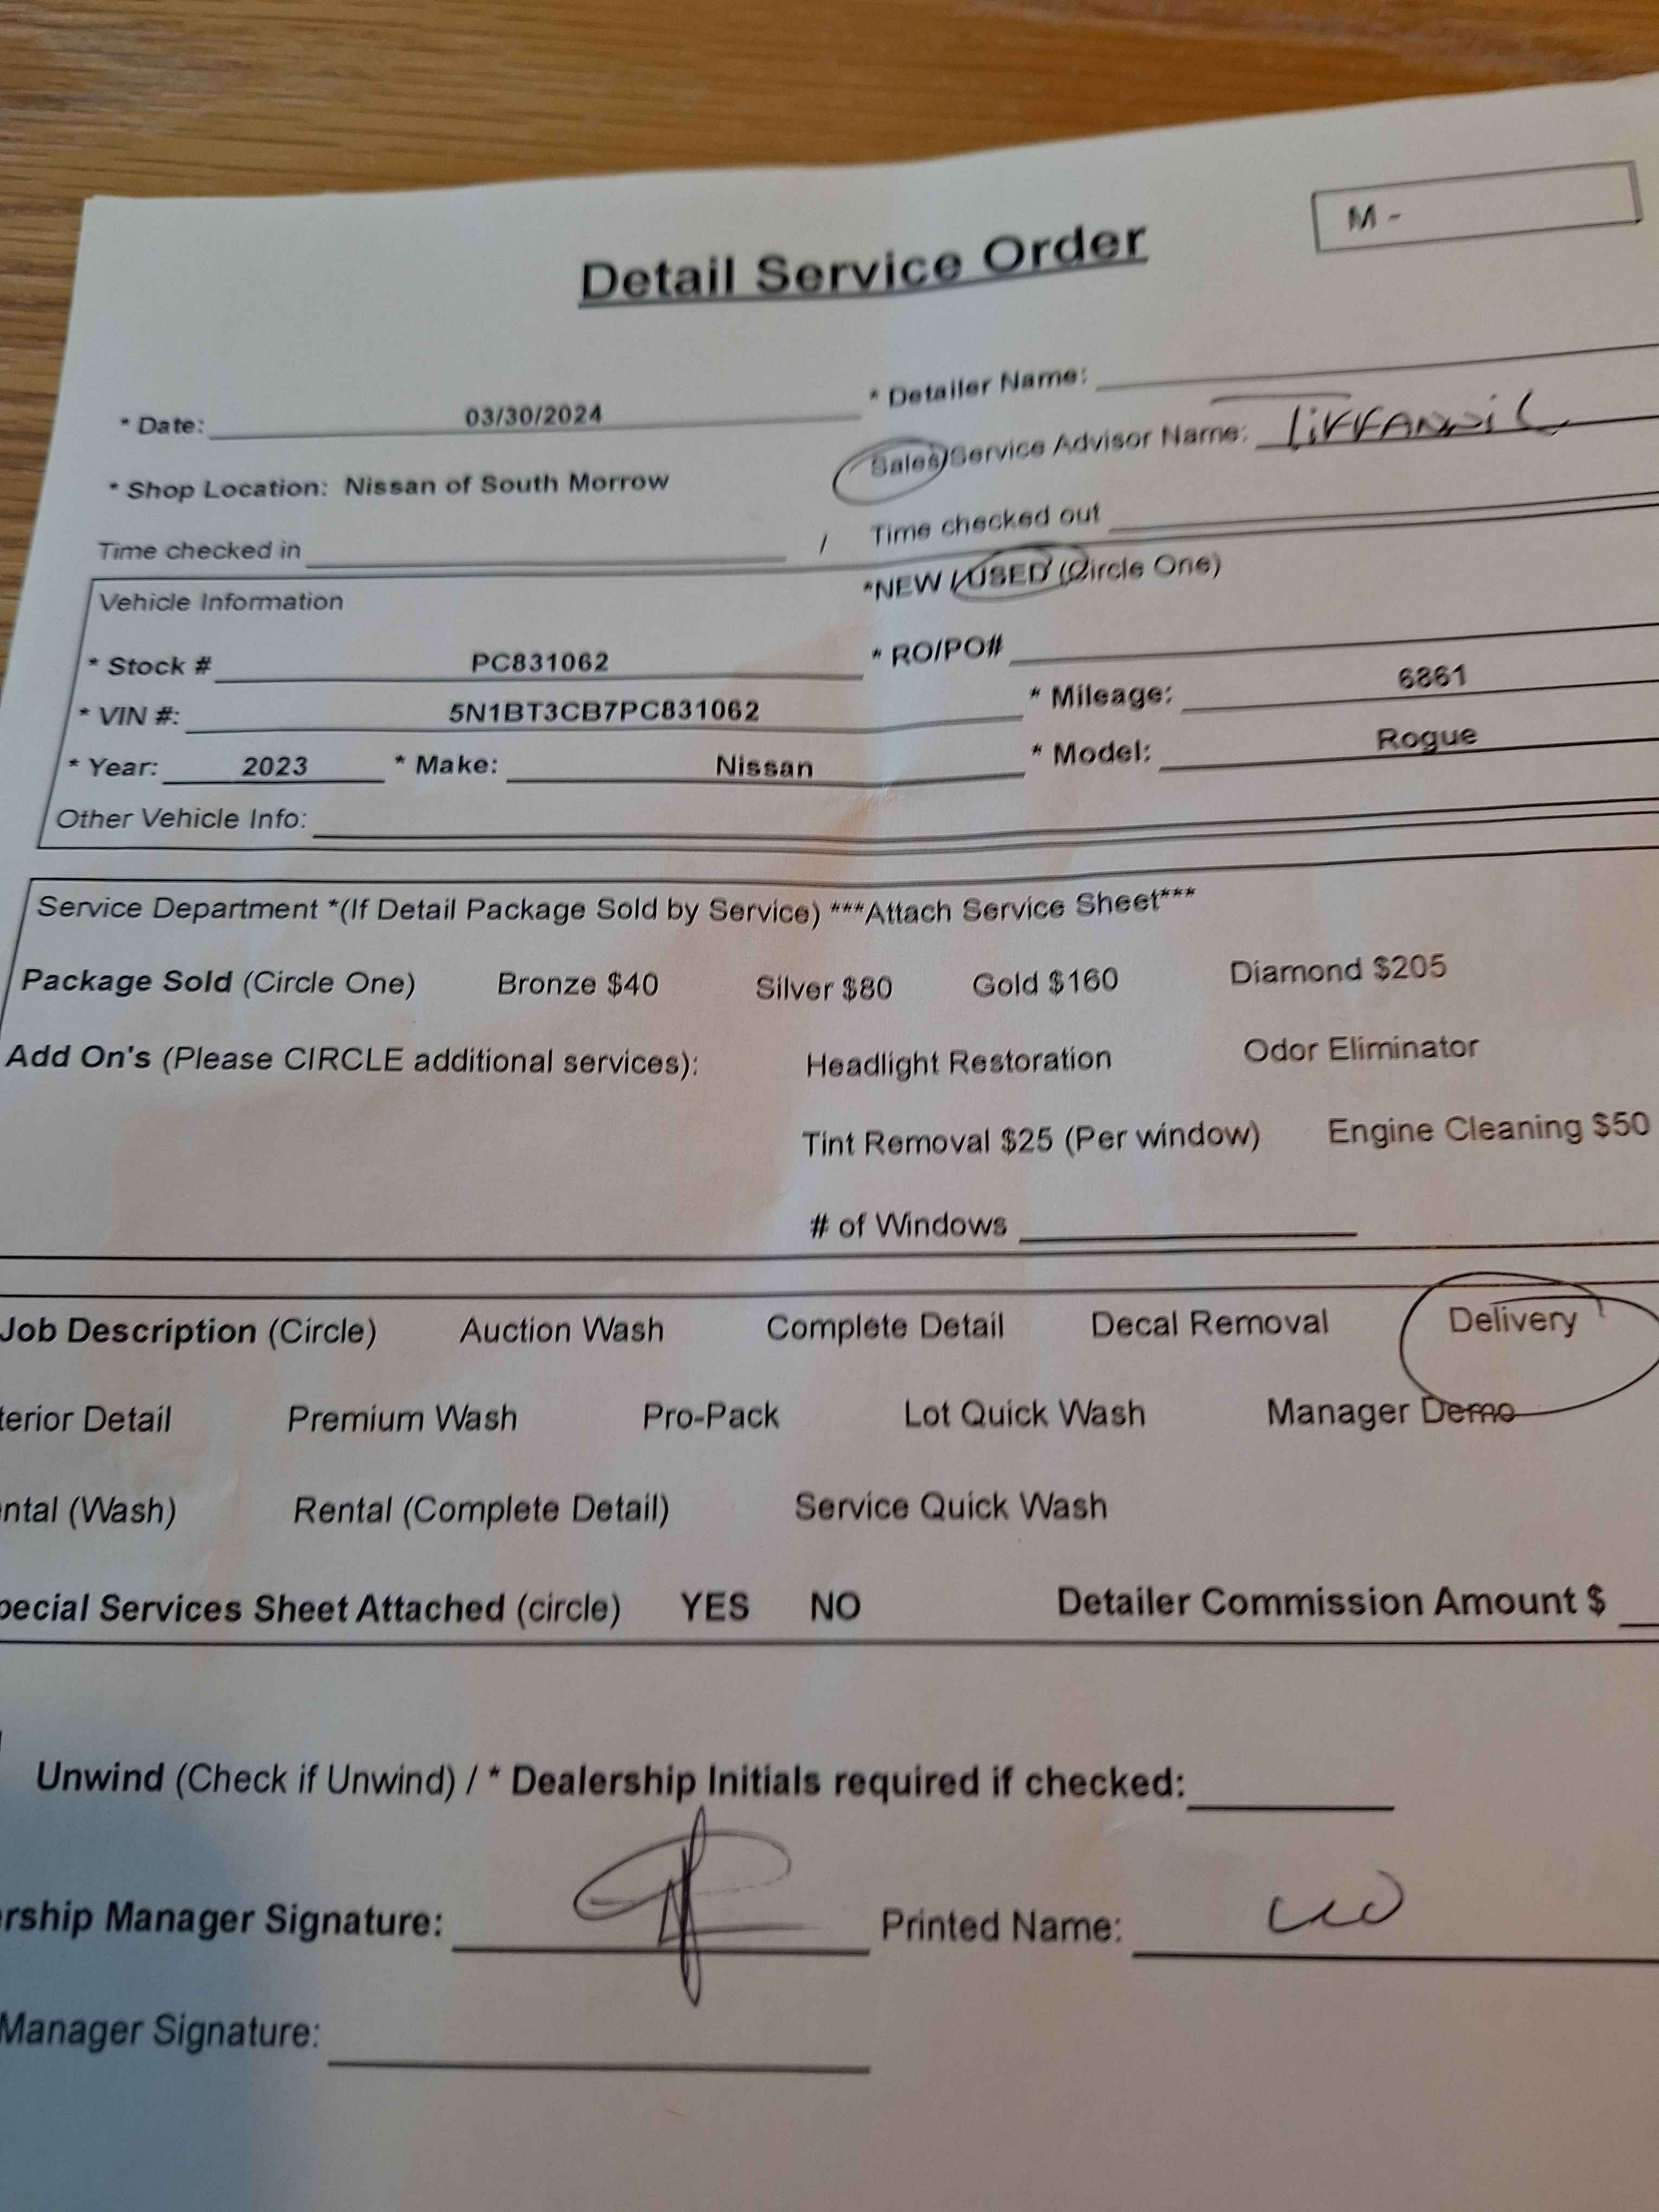 M -
Detail Service Order
* Date: 03/30/2024 * Detailer Name:
* Shop Location: Nissan of South Morrow Sales/Service Advisor Name:
Time checked in / Time checked out
Vehicle Information *NEW / USED (Circle One)
* Stock # PC831062 * RO/PO#
* VIN #: 5N1BT3CB7PC831062 * Mileage: 6861
* Year: 2023 * Make: Nissan * Model: Rogue
Other Vehicle Info:
Service Department *(If Detail Package Sold by Service) ***Attach Service Sheet***
Package Sold (Circle One) Bronze $40 Silver $80 Gold $160 Diamond $205
Add On's (Please CIRCLE additional services): Headlight Restoration Odor Eliminator
Tint Removal $25 (Per window) Engine Cleaning $50
# of Windows
Job Description (Circle) Auction Wash Complete Detail Decal Removal Delivery
terior Detail Premium Wash Pro-Pack Lot Quick Wash Manager Demo
ntal (Wash) Rental (Complete Detail) Service Quick Wash
pecial Services Sheet Attached (circle) YES NO Detailer Commission Amount $
Unwind (Check if Unwind) / * Dealership Initials required if checked:
rship Manager Signature: Printed Name:
Manager Signature: